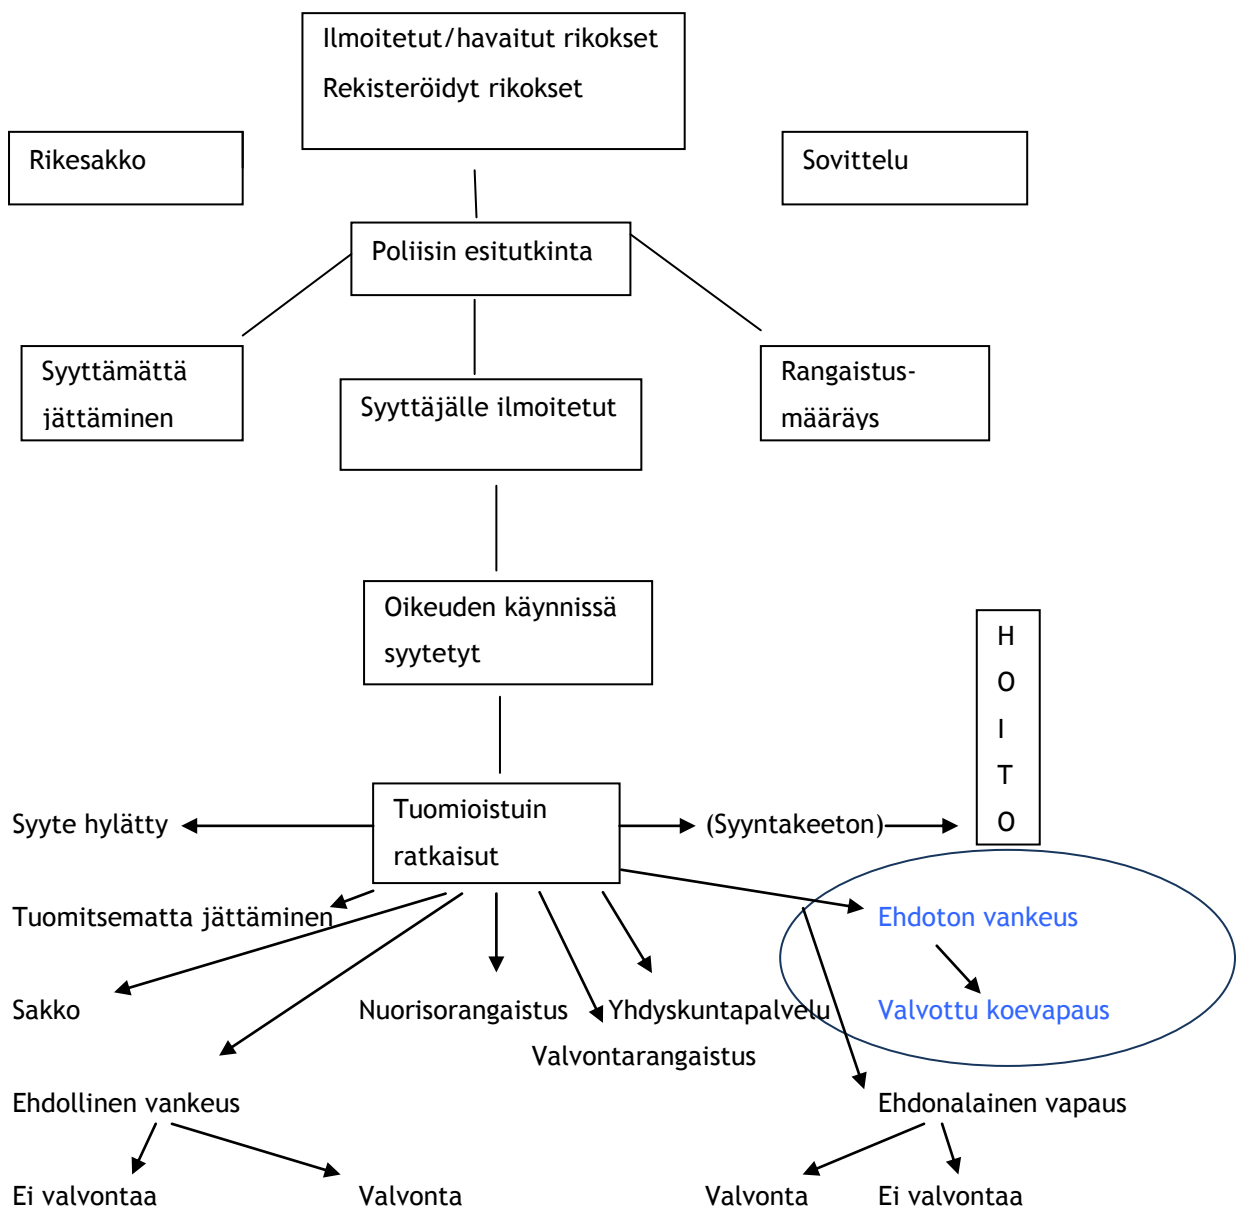 Ilmoitetut/havaitut rikokset
Rekisteröidyt rikokset
Rikesakko
Sovittelu
Poliisin esitutkinta
Syyttämättä
jättäminen
Syyttäjälle ilmoitetut
Rangaistus-
määräys
Oikeuden käynnissä
syytetyt
H
O
I
T
O
Tuomioistuin
ratkaisut
Syyte hylätty
(Syyntakeeton)
Tuomitsematta jättäminen
Ehdoton vankeus
Sakko
Nuorisorangaistus
Yhdyskuntapalvelu
Valvottu koevapaus
Valvontarangaistus
Ehdollinen vankeus
Ehdonalainen vapaus
Ei valvontaa
Valvonta
Valvonta
Ei valvontaa